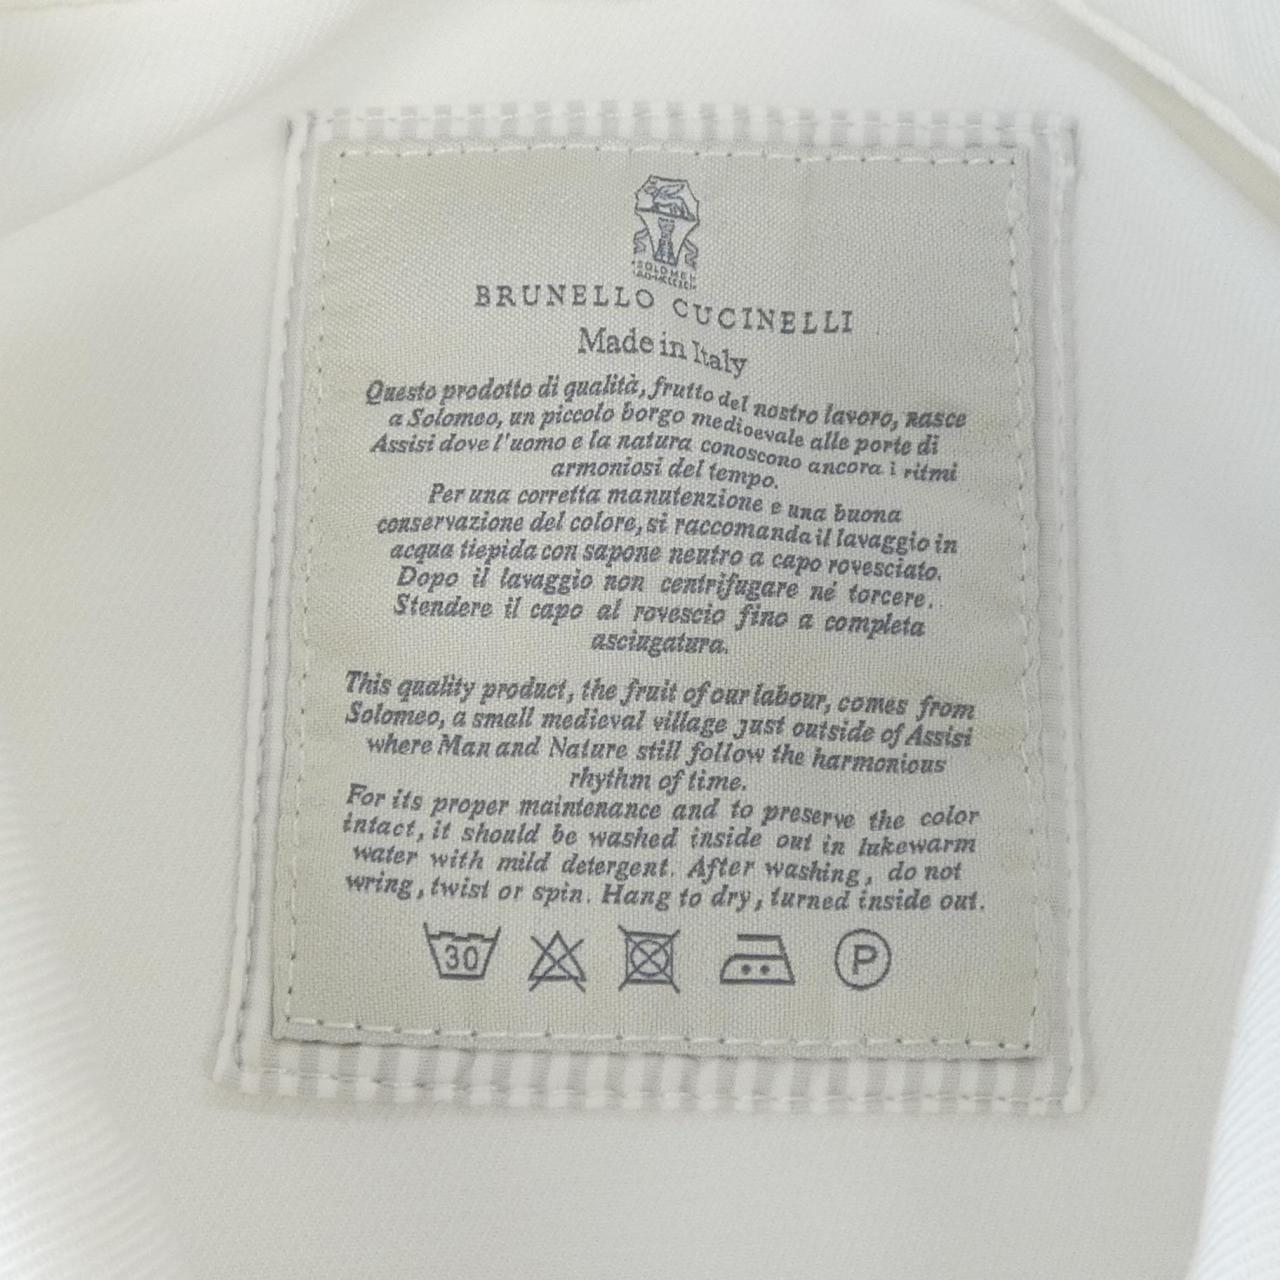 SOLOMEI
BRUNELLO CUCINELLI
Made in Italy
Questo prodotto di qualità, frutto del nostro lavoro, nasce
a Solomeo, un piccolo borgo medioevale alle porte di
Assisi dove l'uomo e la natura conoscono ancora i ritmi
armoniosi del tempo.
Per una corretta manutenzione e una buona
conservazione del colore, si raccomanda il lavaggio in
acqua tiepida con sapone neutro a capo rovesciato.
Dopo il lavaggio non centrifugare né torcere.
Stendere il capo al rovescio fino a completa
asciugatura.
This quality product, the fruit of our labour, comes from
Solomeo, a small medieval village just outside of Assisi
where Man and Nature still follow the harmonious
rhythm of time.
For its proper maintenance and to preserve the color
intact, it should be washed inside out in lukewarm
water with mild detergent. After washing, do not
wring, twist or spin. Hang to dry, turned inside out.
30 P